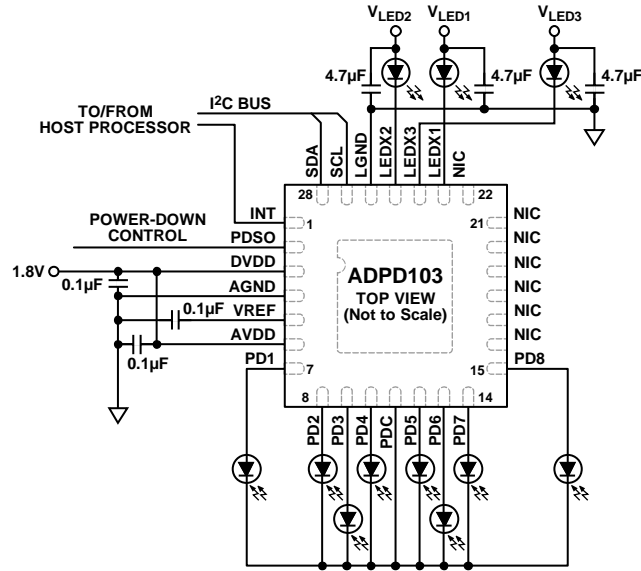 VLED2
VLED1
VLED3
4.7µF
4.7µF
4.7µF
I2C BUS
TO/FROM
HOST PROCESSOR
SDA
SCL
LGND
LEDX2
LEDX3
LEDX1
NIC
28
22
INT
1
21
NIC
POWER-DOWN
CONTROL
PDSO
NIC
1.8V
DVDD
NIC
0.1µF
AGND
NIC
0.1µF
VREF
NIC
AVDD
NIC
0.1µF
ADPD103
TOP VIEW
(Not to Scale)
PD1
7
15
PD8
8
14
PD2
PD3
PD4
PDC
PD5
PD6
PD7